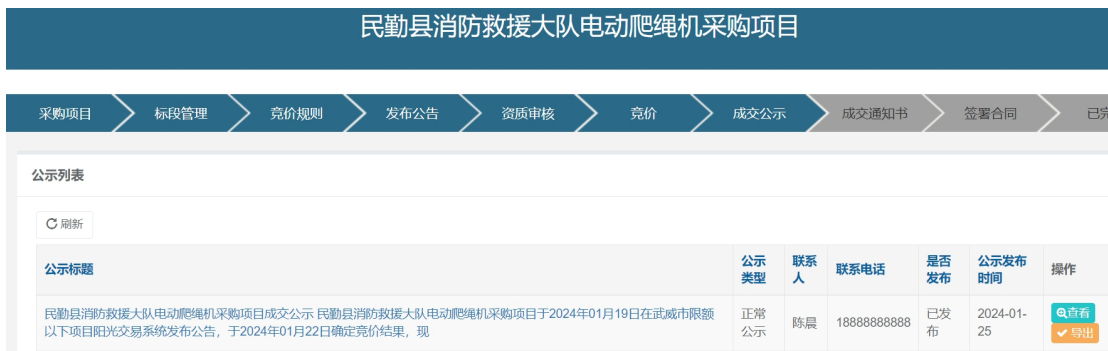 民勤县消防救援大队电动爬绳机采购项目
采购项目 标段管理 竞价规则 发布公告 资质审核 竞价 成交公示 成交通知书 签署合同
公示列表
刷新
公示标题 公示类型 联系人 联系电话 是否发布 公示发布时间 操作
民勤县消防救援大队电动爬绳机采购项目成交公示 民勤县消防救援大队电动爬绳机采购项目于2024年01月19日在武威市限额
以下项目阳光交易系统发布公告，于2024年01月22日确定竞价结果，现
正常公示 陈晨 18888888888 已发布 2024-01-25 查看
导出